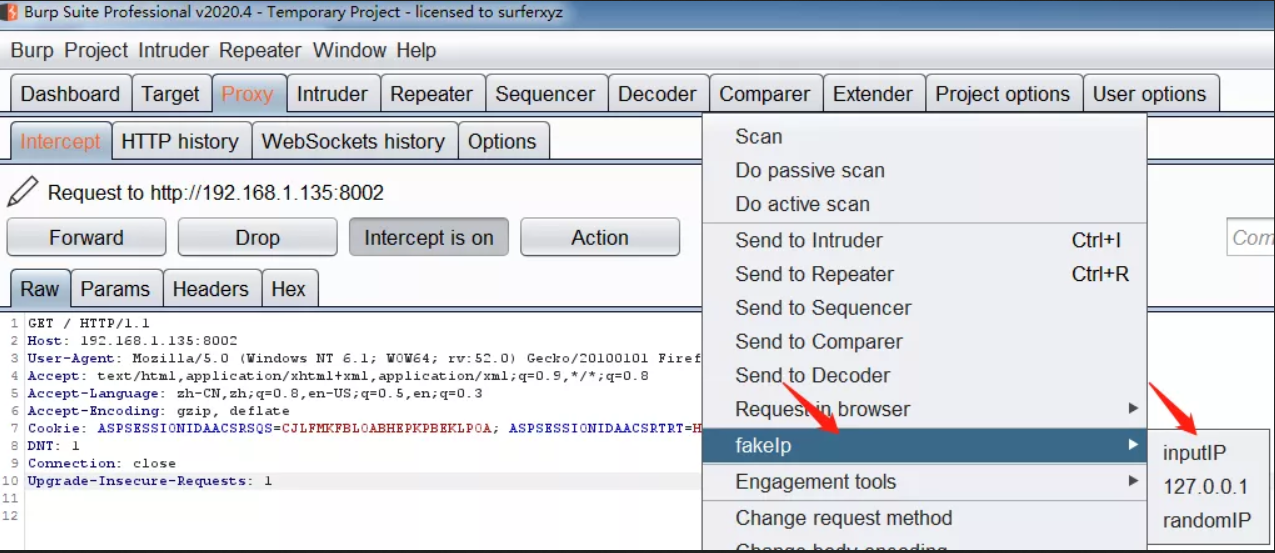 Burp Suite Professional v2020.4 - Temporary Project - licensed to surferxyz
Burp Project Intruder Repeater Window Help
Dashboard Target Proxy Intruder Repeater Sequencer Decoder Comparer Extender Project options User options
Intercept HTTP history WebSockets history Options
Request to http://192.168.1.135:8002
Forward Drop Intercept is on Action
Com
Raw Params Headers Hex
1 GET / HTTP/1.1
2 Host: 192.168.1.135:8002
3 User-Agent: Mozilla/5.0 (Windows NT 6.1; WOW64; rv:52.0) Gecko/20100101 Firef
4 Accept: text/html,application/xhtml+xml,application/xml;q=0.9,*/*;q=0.8
5 Accept-Language: zh-CN,zh;q=0.8,en-US;q=0.5,en;q=0.3
6 Accept-Encoding: gzip, deflate
7 Cookie: ASPSESSIONIDAACSRSQS=CJLFMKFBLOABHEPKPBEKLPOA; ASPSESSIONIDAACSRTRT=H
8 DNT: 1
9 Connection: close
10 Upgrade-Insecure-Requests: 1
11
12
Scan
Do passive scan
Do active scan
Send to Intruder Ctrl+I
Send to Repeater Ctrl+R
Send to Sequencer
Send to Comparer
Send to Decoder
Request in browser
fakeIp
Engagement tools
Change request method
Change body encoding
inputIP
127.0.0.1
randomIP